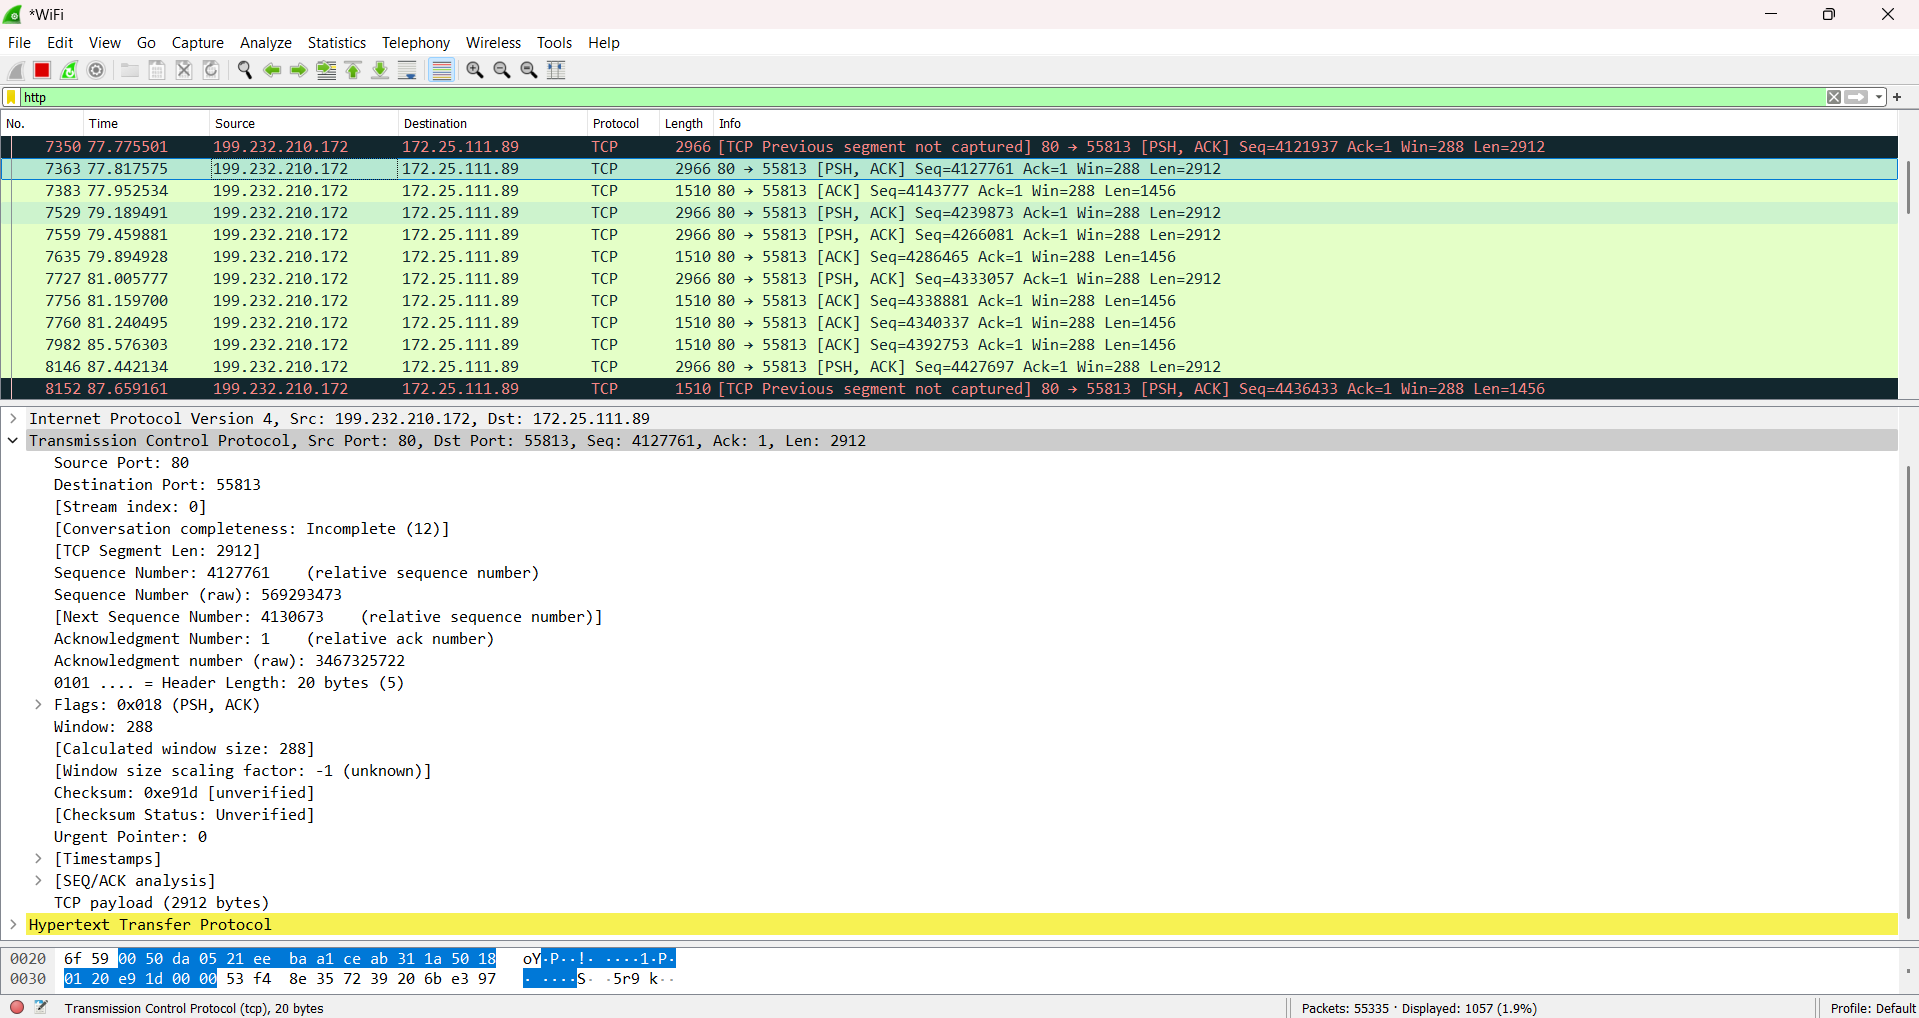 *WiFi
File Edit View Go Capture Analyze Statistics Telephony Wireless Tools Help
http
No. Time Source Destination Protocol Length Info
7350 77.775501 199.232.210.172 172.25.111.89 TCP 2966 [TCP Previous segment not captured] 80 → 55813 [PSH, ACK] Seq=4121937 Ack=1 Win=288 Len=2912
7363 77.817575 199.232.210.172 172.25.111.89 TCP 2966 80 → 55813 [PSH, ACK] Seq=4127761 Ack=1 Win=288 Len=2912
7383 77.952534 199.232.210.172 172.25.111.89 TCP 1510 80 → 55813 [ACK] Seq=4143777 Ack=1 Win=288 Len=1456
7529 79.189491 199.232.210.172 172.25.111.89 TCP 2966 80 → 55813 [PSH, ACK] Seq=4239873 Ack=1 Win=288 Len=2912
7559 79.459881 199.232.210.172 172.25.111.89 TCP 2966 80 → 55813 [PSH, ACK] Seq=4266081 Ack=1 Win=288 Len=2912
7635 79.894928 199.232.210.172 172.25.111.89 TCP 1510 80 → 55813 [ACK] Seq=4286465 Ack=1 Win=288 Len=1456
7727 81.005777 199.232.210.172 172.25.111.89 TCP 2966 80 → 55813 [PSH, ACK] Seq=4333057 Ack=1 Win=288 Len=2912
7756 81.159700 199.232.210.172 172.25.111.89 TCP 1510 80 → 55813 [ACK] Seq=4338881 Ack=1 Win=288 Len=1456
7760 81.240495 199.232.210.172 172.25.111.89 TCP 1510 80 → 55813 [ACK] Seq=4340337 Ack=1 Win=288 Len=1456
7982 85.576303 199.232.210.172 172.25.111.89 TCP 1510 80 → 55813 [ACK] Seq=4392753 Ack=1 Win=288 Len=1456
8146 87.442134 199.232.210.172 172.25.111.89 TCP 2966 80 → 55813 [PSH, ACK] Seq=4427697 Ack=1 Win=288 Len=2912
8152 87.659161 199.232.210.172 172.25.111.89 TCP 1510 [TCP Previous segment not captured] 80 → 55813 [PSH, ACK] Seq=4436433 Ack=1 Win=288 Len=1456
Internet Protocol Version 4, Src: 199.232.210.172, Dst: 172.25.111.89
Transmission Control Protocol, Src Port: 80, Dst Port: 55813, Seq: 4127761, Ack: 1, Len: 2912
Source Port: 80
Destination Port: 55813
[Stream index: 0]
[Conversation completeness: Incomplete (12)]
[TCP Segment Len: 2912]
Sequence Number: 4127761 (relative sequence number)
Sequence Number (raw): 569293473
[Next Sequence Number: 4130673 (relative sequence number)]
Acknowledgment Number: 1 (relative ack number)
Acknowledgment number (raw): 3467325722
0101 .... = Header Length: 20 bytes (5)
Flags: 0x018 (PSH, ACK)
Window: 288
[Calculated window size: 288]
[Window size scaling factor: -1 (unknown)]
Checksum: 0xe91d [unverified]
[Checksum Status: Unverified]
Urgent Pointer: 0
[Timestamps]
[SEQ/ACK analysis]
TCP payload (2912 bytes)
Hypertext Transfer Protocol
0020 6f 59 00 50 da 05 21 ee ba a1 ce ab 31 1a 50 18 oY·P··!· ····1·P·
0030 01 20 e9 1d 00 00 53 f4 8e 35 72 39 20 6b e3 97 · ····S· ·5r9 k··
Transmission Control Protocol (tcp), 20 bytes
Packets: 55335 · Displayed: 1057 (1.9%)
Profile: Default